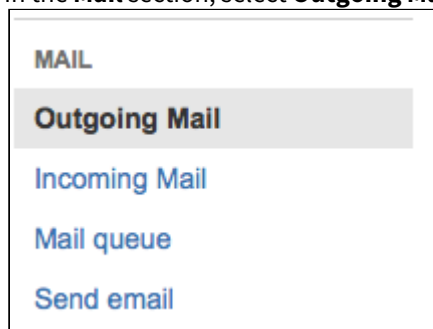 In the Mail section, select Outgoing M
MAIL
Outgoing Mail
Incoming Mail
Mail queue
Send email